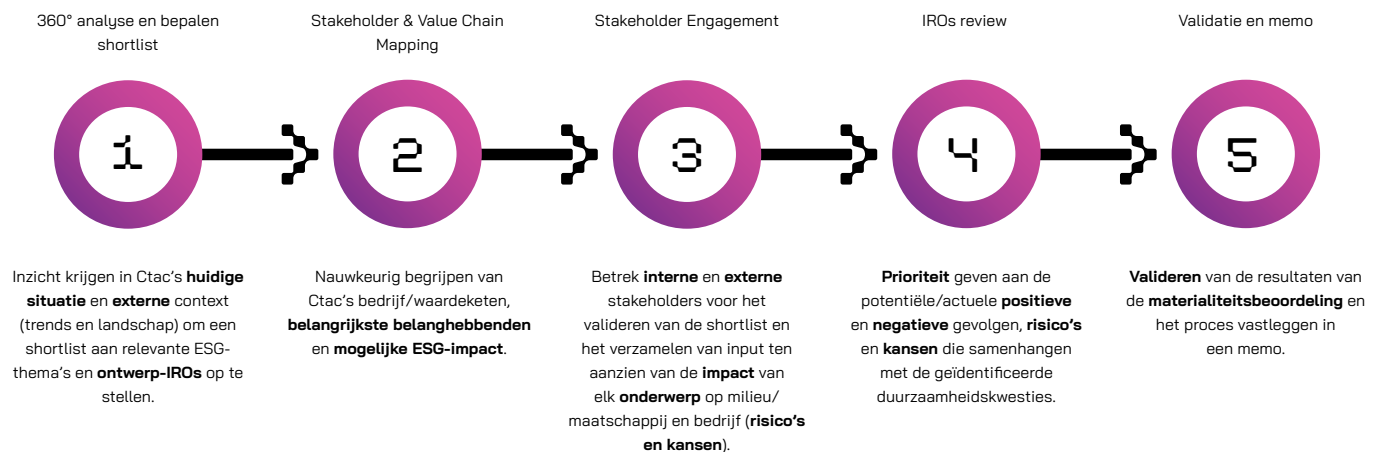 360° analyse en bepalen
shortlist
Stakeholder & Value Chain
Mapping
Stakeholder Engagement
IROs review
Validatie en memo
1
2
3
4
5
Inzicht krijgen in Ctac's huidige
situatie en externe context
(trends en landschap) om een
shortlist aan relevante ESG-
thema's en ontwerp-IROs op te
stellen.
Nauwkeurig begrijpen van
Ctac's bedrijf/waardeketen,
belangrijkste belanghebbenden
en mogelijke ESG-impact.
Betrek interne en externe
stakeholders voor het
valideren van de shortlist en
het verzamelen van input ten
aanzien van de impact van
elk onderwerp op milieu/
maatschappij en bedrijf (risico's
en kansen).
Prioriteit geven aan de
potentiële/actuele positieve
en negatieve gevolgen, risico's
en kansen die samenhangen
met de geïdentificeerde
duurzaamheidskwesties.
Valideren van de resultaten van
de materialiteitsbeoordeling en
het proces vastleggen in
een memo.